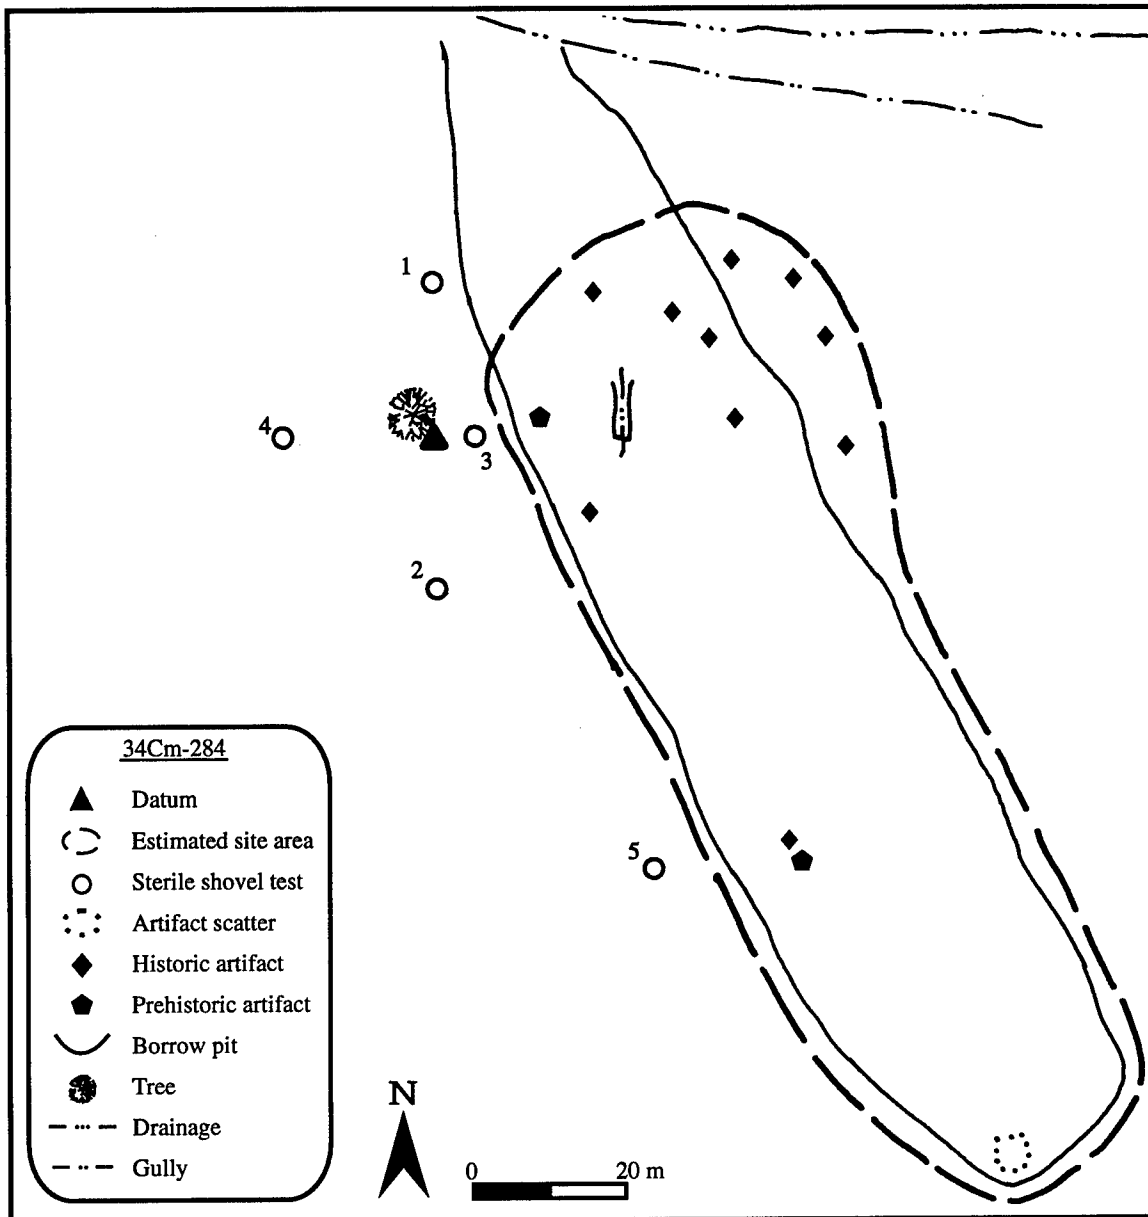 1
4
3
2
5
34Cm-284
Datum
Estimated site area
Sterile shovel test
Artifact scatter
Historic artifact
Prehistoric artifact
Borrow pit
Tree
Drainage
Gully
N
0 20 m